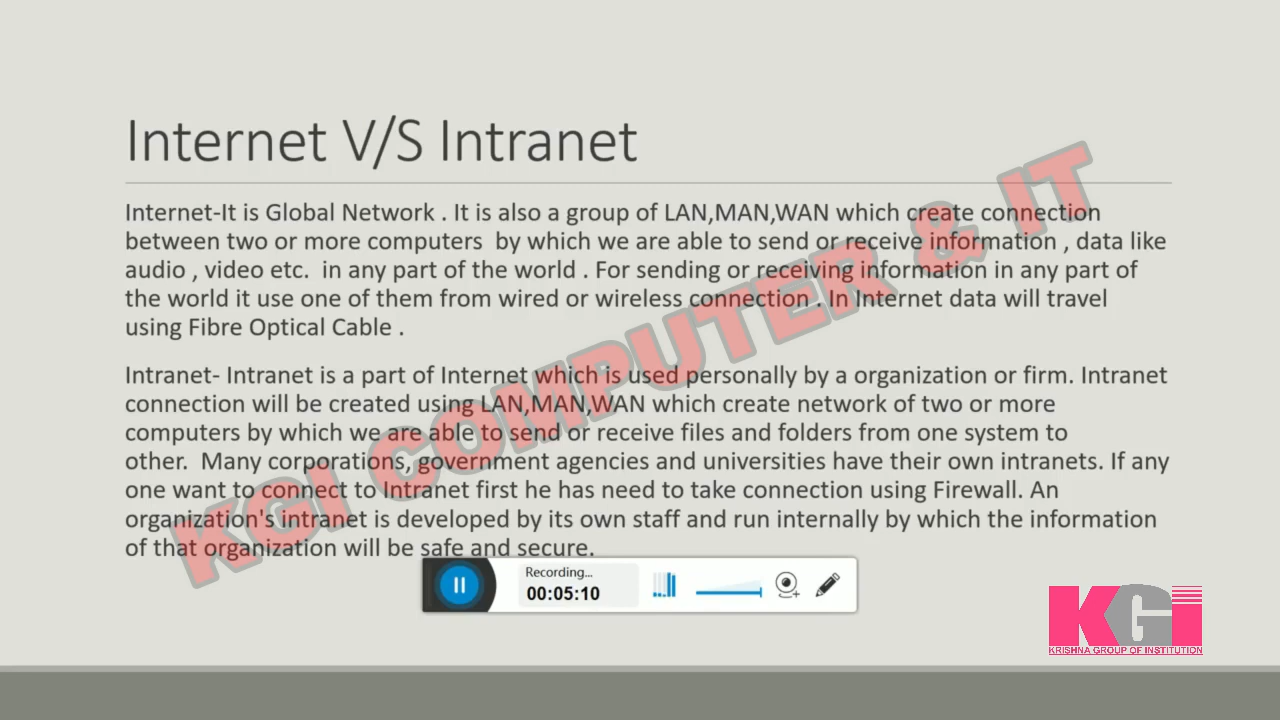 Internet V/S Intranet
Internet-It is Global Network . It is also a group of LAN,MAN,WAN which create connection
between two or more computers  by which we are able to send or receive information , data like
audio , video etc.  in any part of the world . For sending or receiving information in any part of
the world it use one of them from wired or wireless connection . In Internet data will travel
using Fibre Optical Cable .
Intranet- Intranet is a part of Internet which is used personally by a organization or firm. Intranet
connection will be created using LAN,MAN,WAN which create network of two or more
computers by which we are able to send or receive files and folders from one system to
other.  Many corporations, government agencies and universities have their own intranets. If any
one want to connect to Intranet first he has need to take connection using Firewall. An
organization's intranet is developed by its own staff and run internally by which the information
of that organization will be safe and secure.
KGI COMPUTER & IT
Recording...
00:05:10
KGI
KRISHNA GROUP OF INSTITUTION